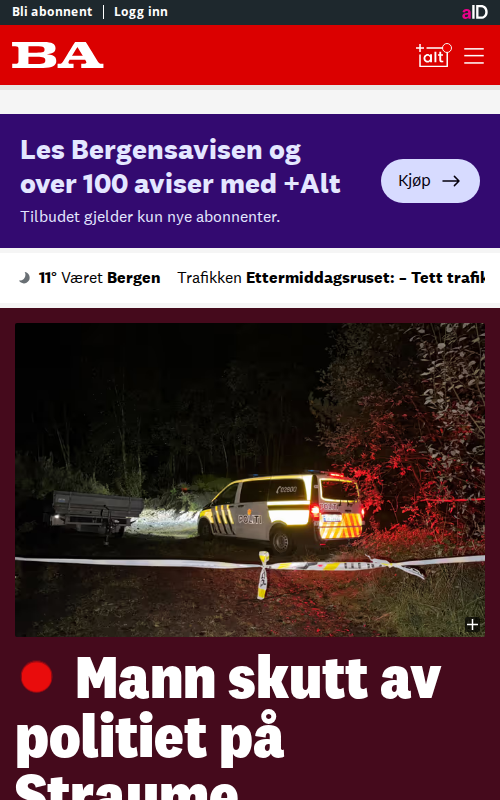 Bli abonnent | Logg inn
aID
BA
+alt
Les Bergensavisen og
over 100 aviser med +Alt
Tilbudet gjelder kun nye abonnenter.
Kjøp →
11° Været Bergen Trafikken Ettermiddagsruset: – Tett trafik
02800
POLITI
Mann skutt av
politiet på
Straume